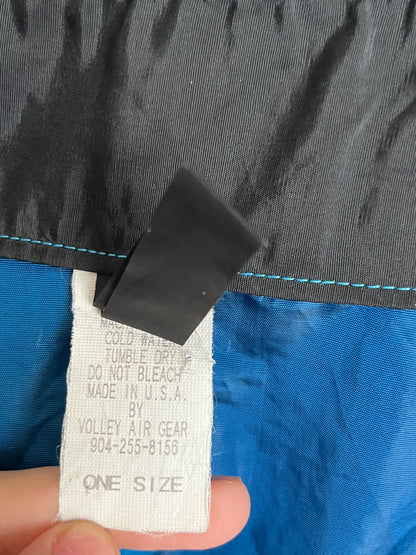 COLD WATER
TUMBLE DRY
DO NOT BLEACH
MADE IN U.S.A.
BY
VOLLEY AIR GEAR
904-255-8156
ONE SIZE